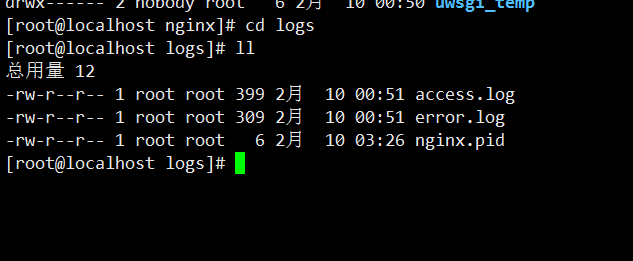 drwx------ 2 nobody root   6 2月  10 00:50 uwsgi_temp
[root@localhost nginx]# cd logs
[root@localhost logs]# ll
总用量 12
-rw-r--r-- 1 root root 399 2月  10 00:51 access.log
-rw-r--r-- 1 root root 309 2月  10 00:51 error.log
-rw-r--r-- 1 root root   6 2月  10 03:26 nginx.pid
[root@localhost logs]#